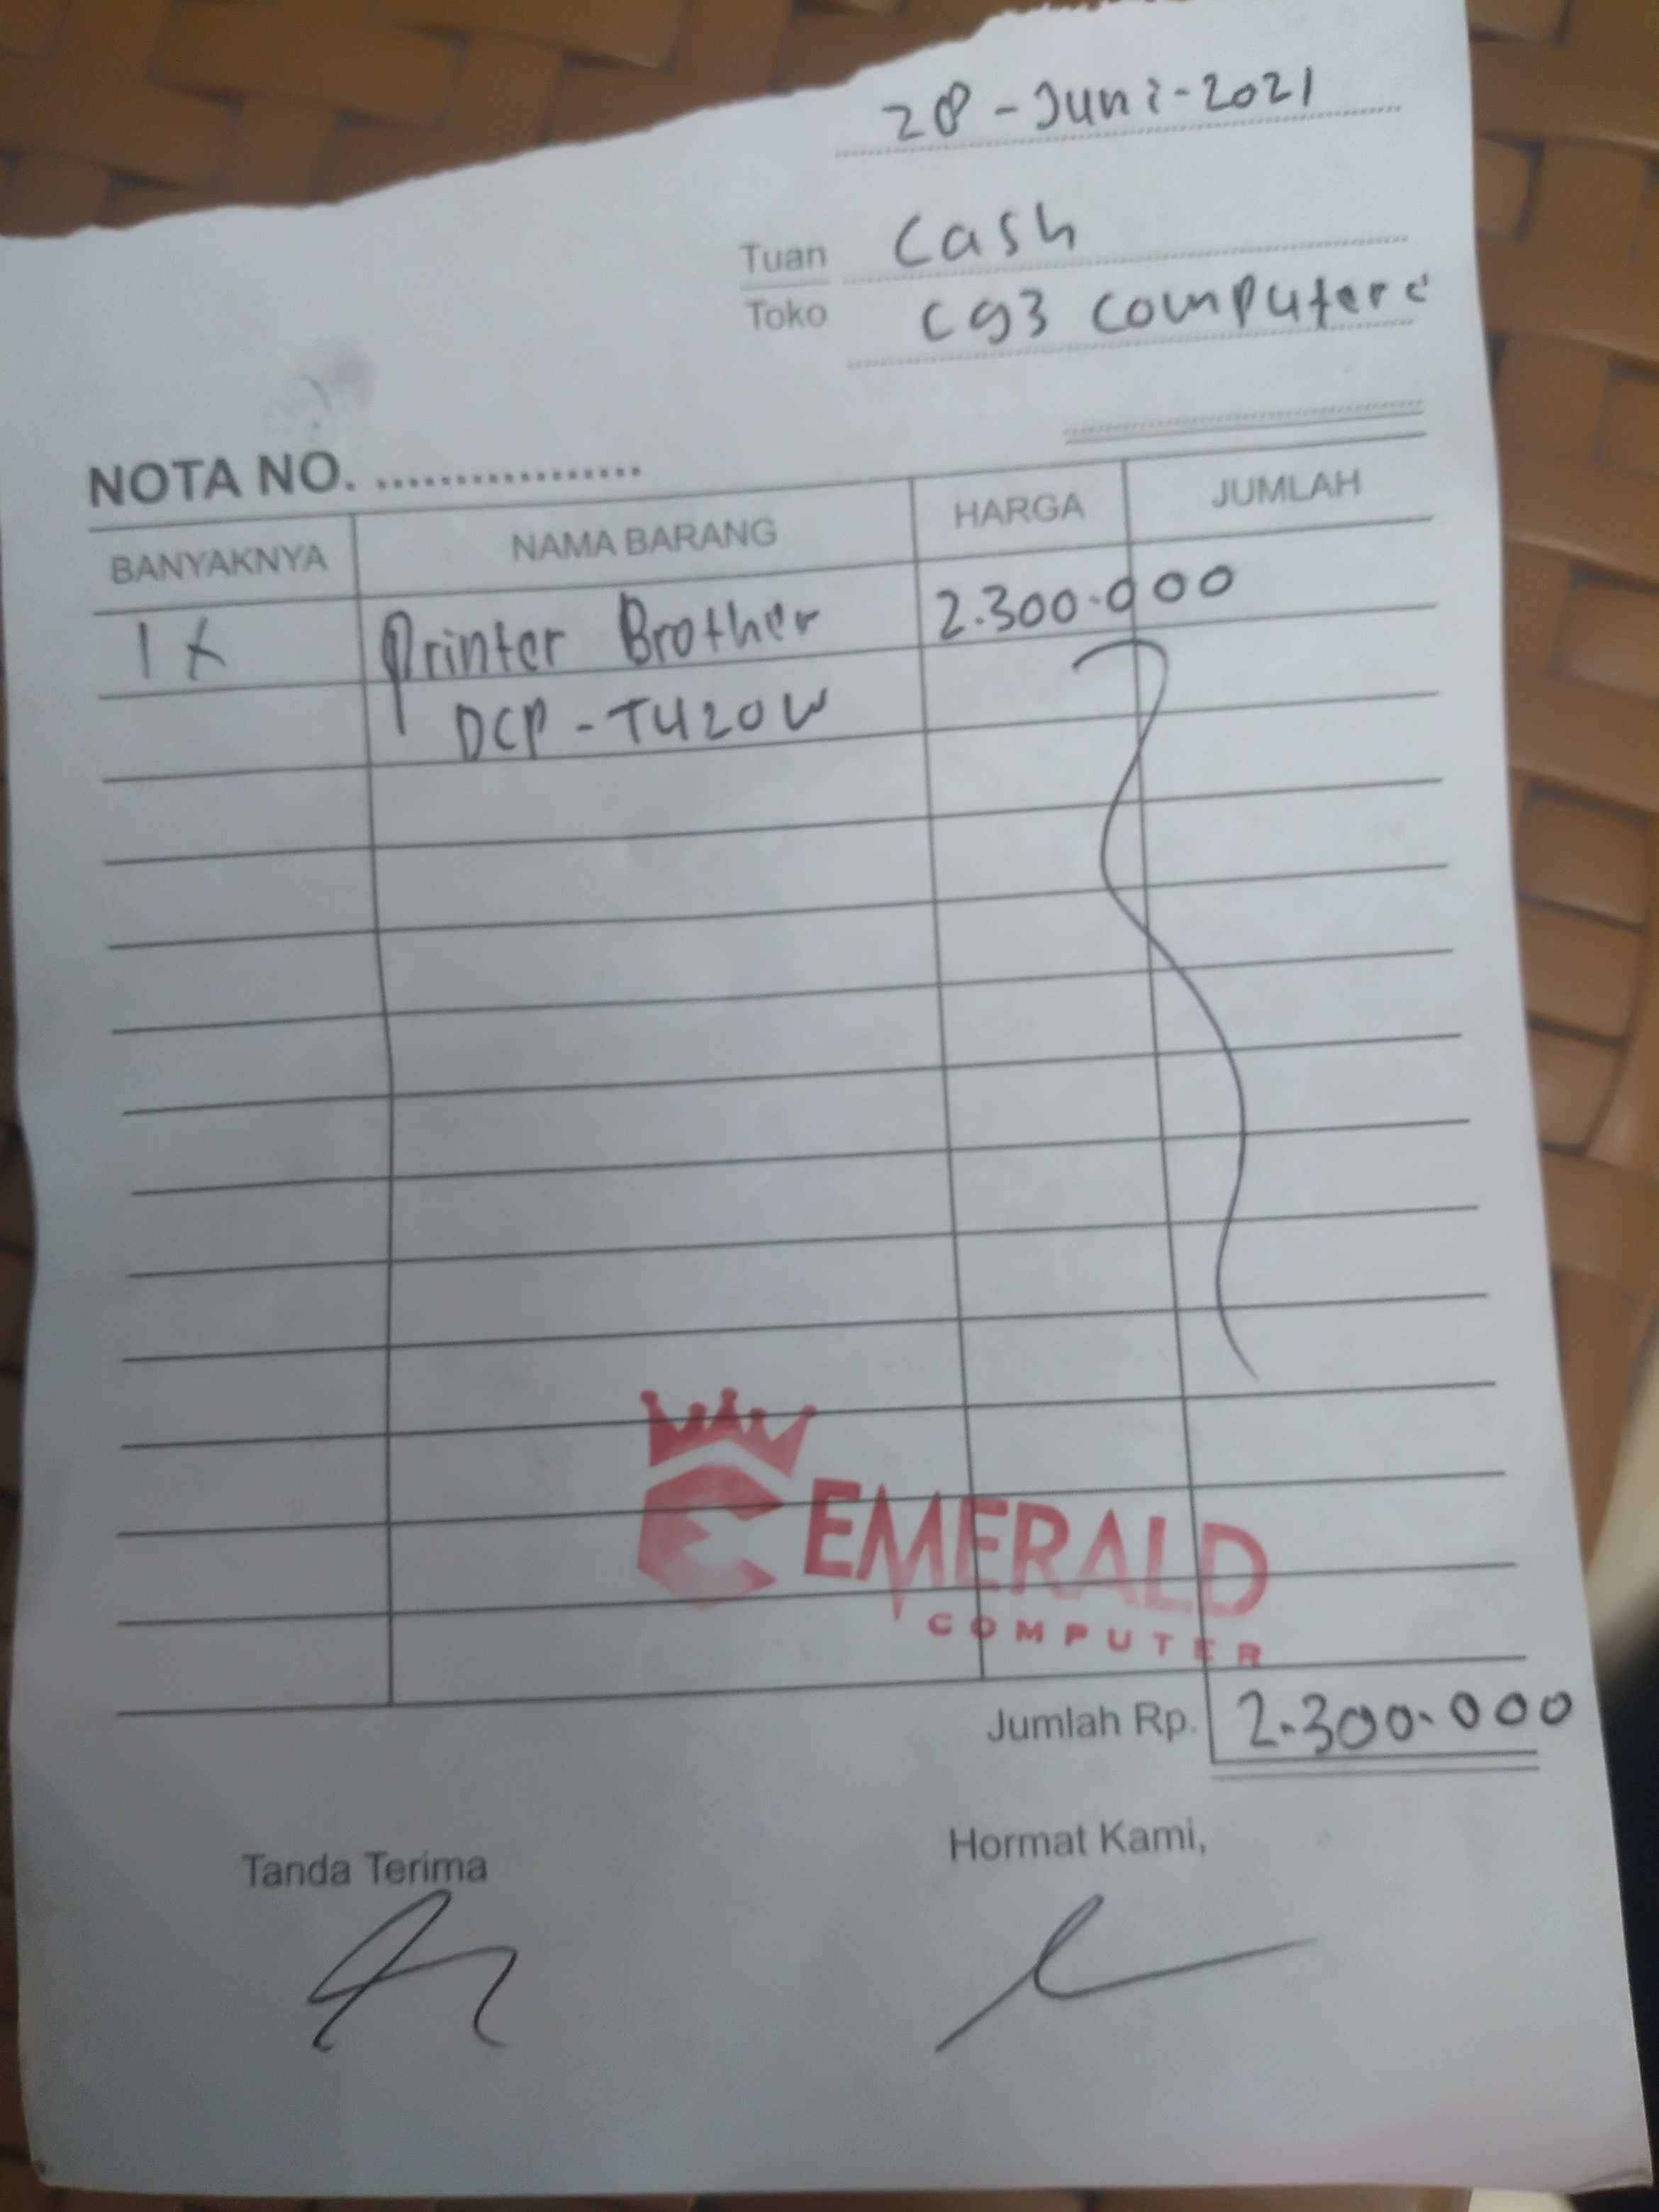 28-Juni-2021
Tuan Cash
Toko cg3 computere
NOTA NO. .................
BANYAKNYA NAMA BARANG HARGA JUMLAH
1 x Printer Brother 2.300.000
DCP-T420W
EMERALD
COMPUTER
Jumlah Rp. 2.300.000
Tanda Terima Hormat Kami,